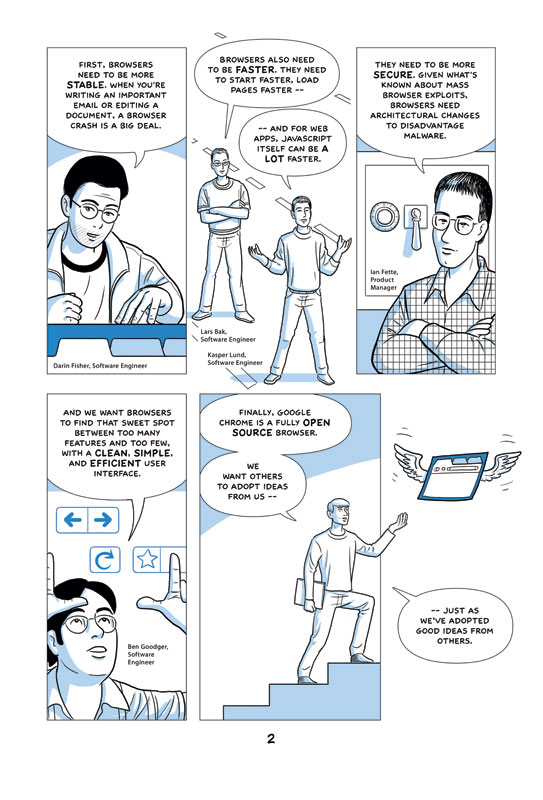 FIRST, BROWSERS
NEED TO BE MORE
STABLE. WHEN YOU'RE
WRITING AN IMPORTANT
EMAIL OR EDITING A
DOCUMENT, A BROWSER
CRASH IS A BIG DEAL.
Darin Fisher, Software Engineer
BROWSERS ALSO NEED
TO BE FASTER. THEY NEED
TO START FASTER, LOAD
PAGES FASTER --
-- AND FOR WEB
APPS, JAVASCRIPT
ITSELF CAN BE A
LOT FASTER.
Lars Bak,
Software Engineer
Kasper Lund,
Software Engineer
THEY NEED TO BE MORE
SECURE. GIVEN WHAT'S
KNOWN ABOUT MASS
BROWSER EXPLOITS,
BROWSERS NEED
ARCHITECTURAL CHANGES
TO DISADVANTAGE
MALWARE.
Ian Fette,
Product
Manager
AND WE WANT BROWSERS
TO FIND THAT SWEET SPOT
BETWEEN TOO MANY
FEATURES AND TOO FEW,
WITH A CLEAN, SIMPLE,
AND EFFICIENT USER
INTERFACE.
Ben Goodger,
Software
Engineer
FINALLY, GOOGLE
CHROME IS A FULLY OPEN
SOURCE BROWSER.
WE
WANT OTHERS
TO ADOPT IDEAS
FROM US --
-- JUST AS
WE'VE ADOPTED
GOOD IDEAS FROM
OTHERS.
2